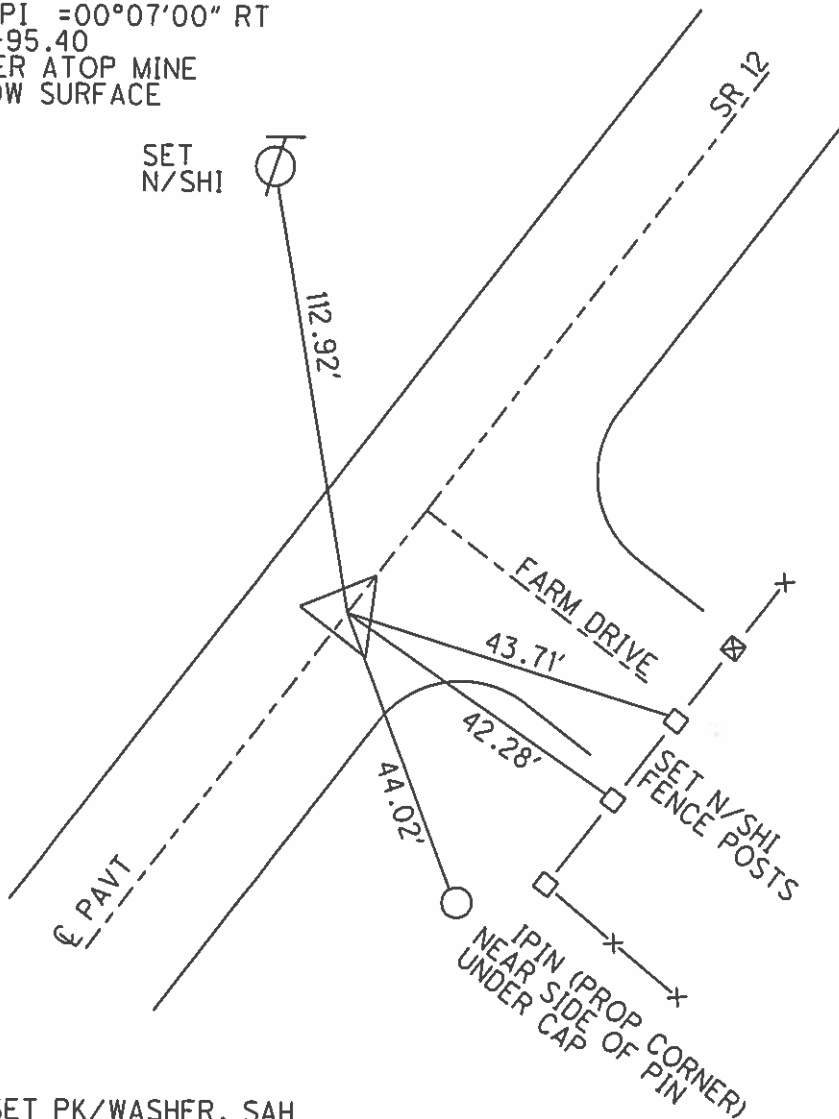 PI =00°07'00" RT
95.40
ATOP MINE
SURFACE
SR 12
SET
N/SHI
112.92'
FARM DRIVE
43.71'
42.28'
44.02'
SET N/SHI
FENCE POSTS
℄ PAVT
IPIN (PROP CORNER)
NEAR SIDE OF PIN
UNDER CAP
SET PK/WASHER, SAH